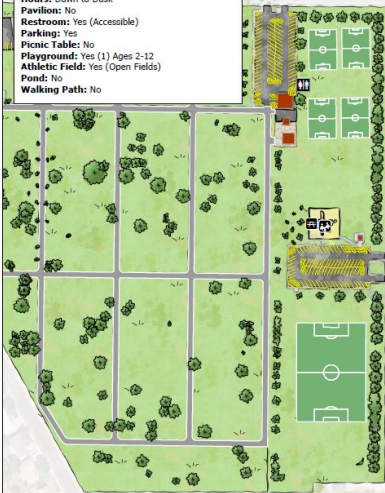 Hours: Dawn to Dusk
Pavilion: No
Restroom: Yes (Accessible)
Parking: Yes
Picnic Table: No
Playground: Yes (1) Ages 2-12
Athletic Field: Yes (Open Fields)
Pond: No
Walking Path: No